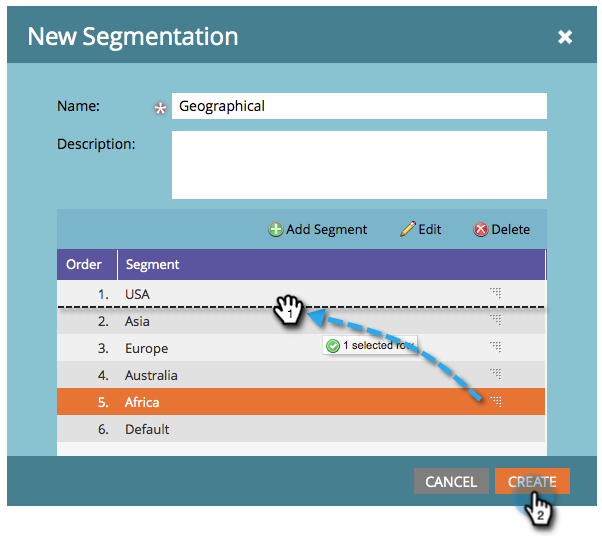 New Segmentation
Name: * Geographical
Description:
Add Segment Edit Delete
Order Segment
1. USA
1
2. Asia
3. Europe
1 selected row
4. Australia
5. Africa
6. Default
CANCEL CREATE
2